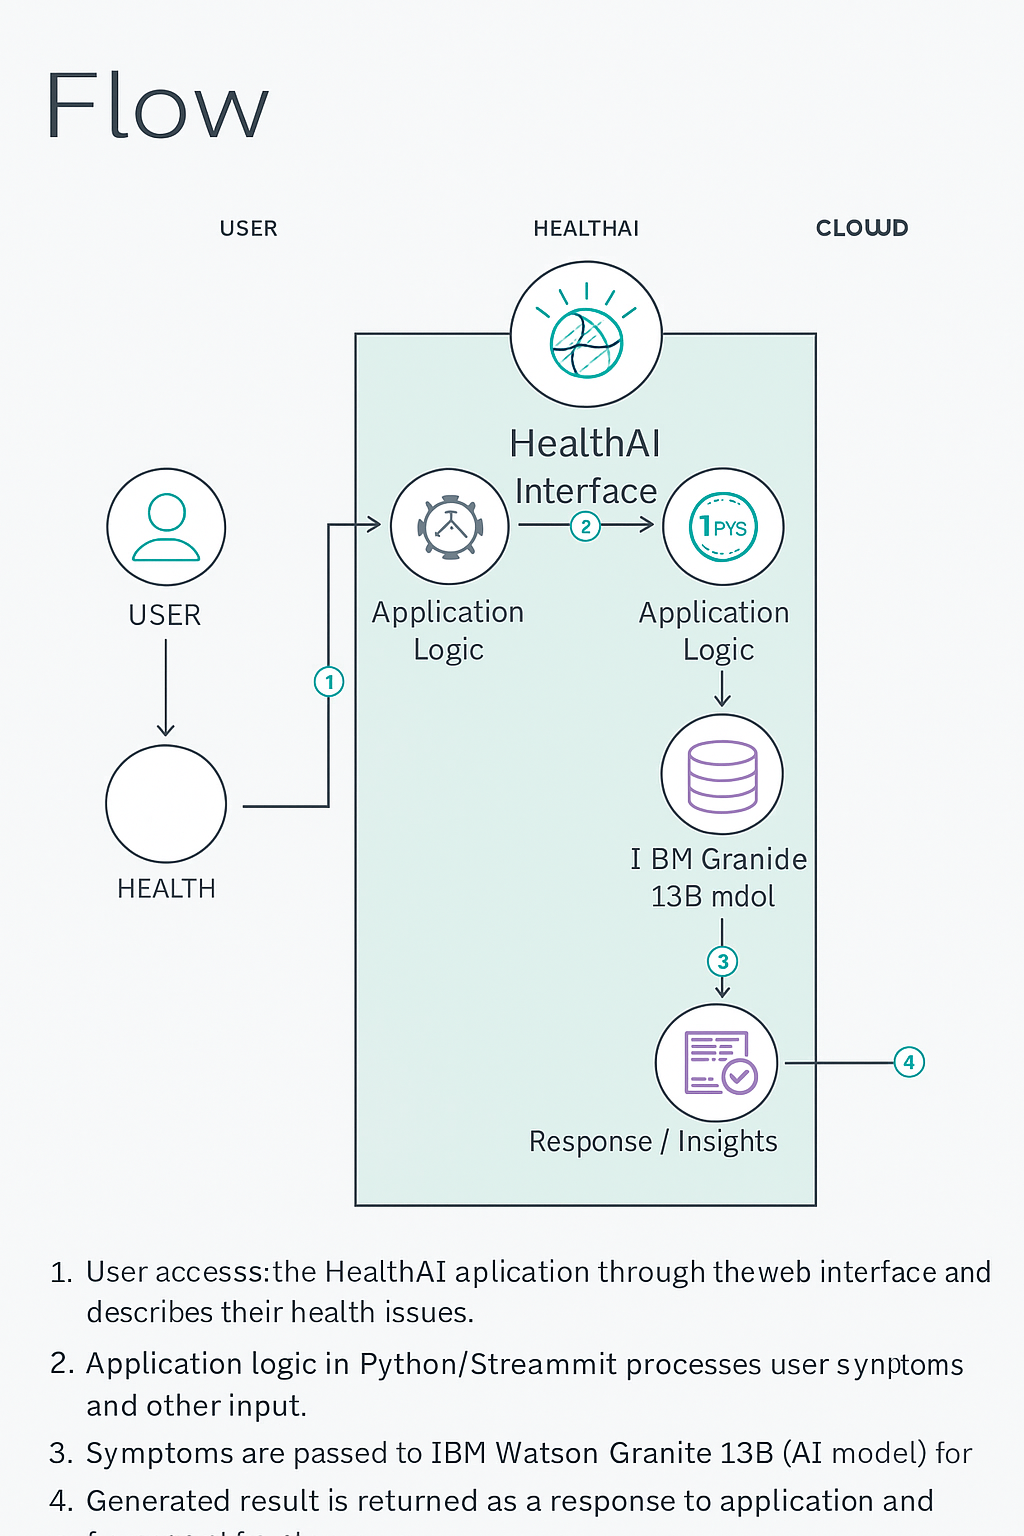 Flow
USER
HEALTHAI
CLOUD
HealthAI
Interface
2
1PYS
USER
Application
Logic
Application
Logic
1
I BM Granide
13B mdol
HEALTH
3
4
Response / Insights
1. User accesss:the HealthAI aplication through theweb interface and
describes their health issues.
2. Application logic in Python/Streammit processes user synptoms
and other input.
3. Symptoms are passed to IBM Watson Granite 13B (AI model) for
4. Generated result is returned as a response to application and